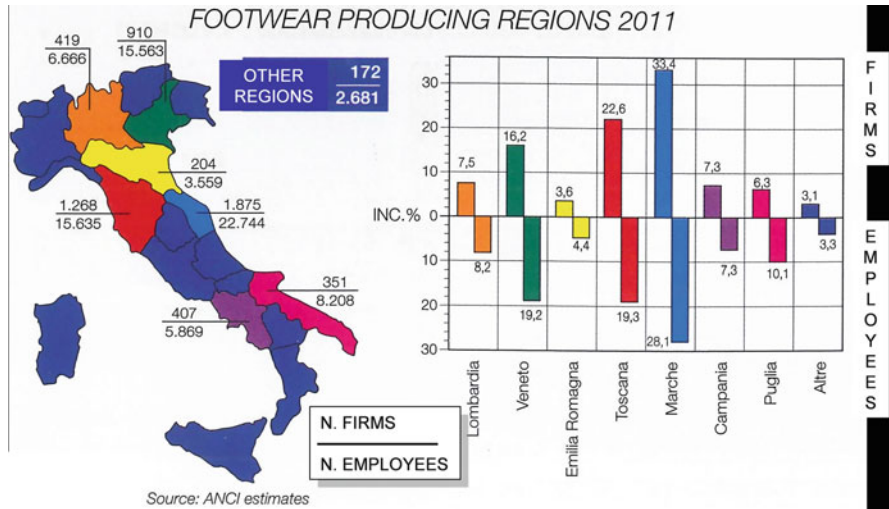 FOOTWEAR PRODUCING REGIONS 2011
419
6.666
910
15.563
OTHER REGIONS
172
2.681
204
3.559
1.268
15.635
1.875
22.744
351
8.208
407
5.869
N. FIRMS
N. EMPLOYEES
Source: ANCI estimates
30
20
10
INC.% 0
10
20
30
7,5
16,2
3,6
22,6
33,4
7,3
6,3
3,1
8,2
19,2
4,4
19,3
28,1
7,3
10,1
3,3
Lombardia
Veneto
Emilia Romagna
Toscana
Marche
Campania
Puglia
Altre
FIRMS
EMPLOYEES